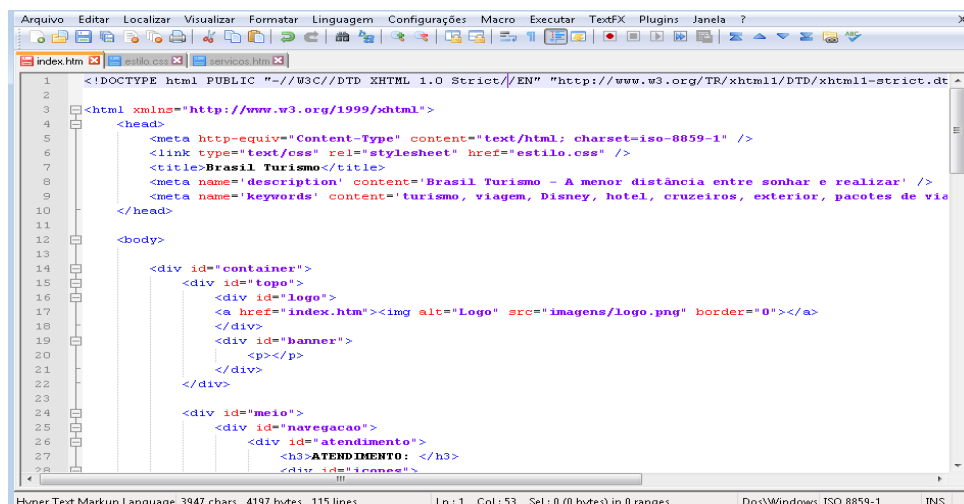 Arquivo Editar Localizar Visualizar Formatar Linguagem Configurações Macro Executar TextFX Plugins Janela ? X
index.htm estilo.css servicos.htm
1 <!DOCTYPE html PUBLIC "-//W3C//DTD XHTML 1.0 Strict//EN" "http://www.w3.org/TR/xhtml1/DTD/xhtml1-strict.dt
2
3 <html xmlns="http://www.w3.org/1999/xhtml">
4 <head>
5 <meta http-equiv="Content-Type" content="text/html; charset=iso-8859-1" />
6 <link type="text/css" rel="stylesheet" href="estilo.css" />
7 <title>Brasil Turismo</title>
8 <meta name='description' content='Brasil Turismo - A menor distância entre sonhar e realizar' />
9 <meta name='keywords' content='turismo, viagem, Disney, hotel, cruzeiros, exterior, pacotes de via
10 </head>
11
12 <body>
13
14 <div id="container">
15 <div id="topo">
16 <div id="logo">
17 <a href="index.htm"><img alt="Logo" src="imagens/logo.png" border="0"></a>
18 </div>
19 <div id="banner">
20 <p></p>
21 </div>
22 </div>
23
24 <div id="meio">
25 <div id="navegacao">
26 <div id="atendimento">
27 <h3>ATENDIMENTO: </h3>
28 <div id="icones">
Hyper Text Markup Language 3947 chars 4197 bytes 115 lines Ln : 1 Col : 53 Sel : 0 (0 bytes) in 0 ranges Dos\Windows ISO 8859-1 INS